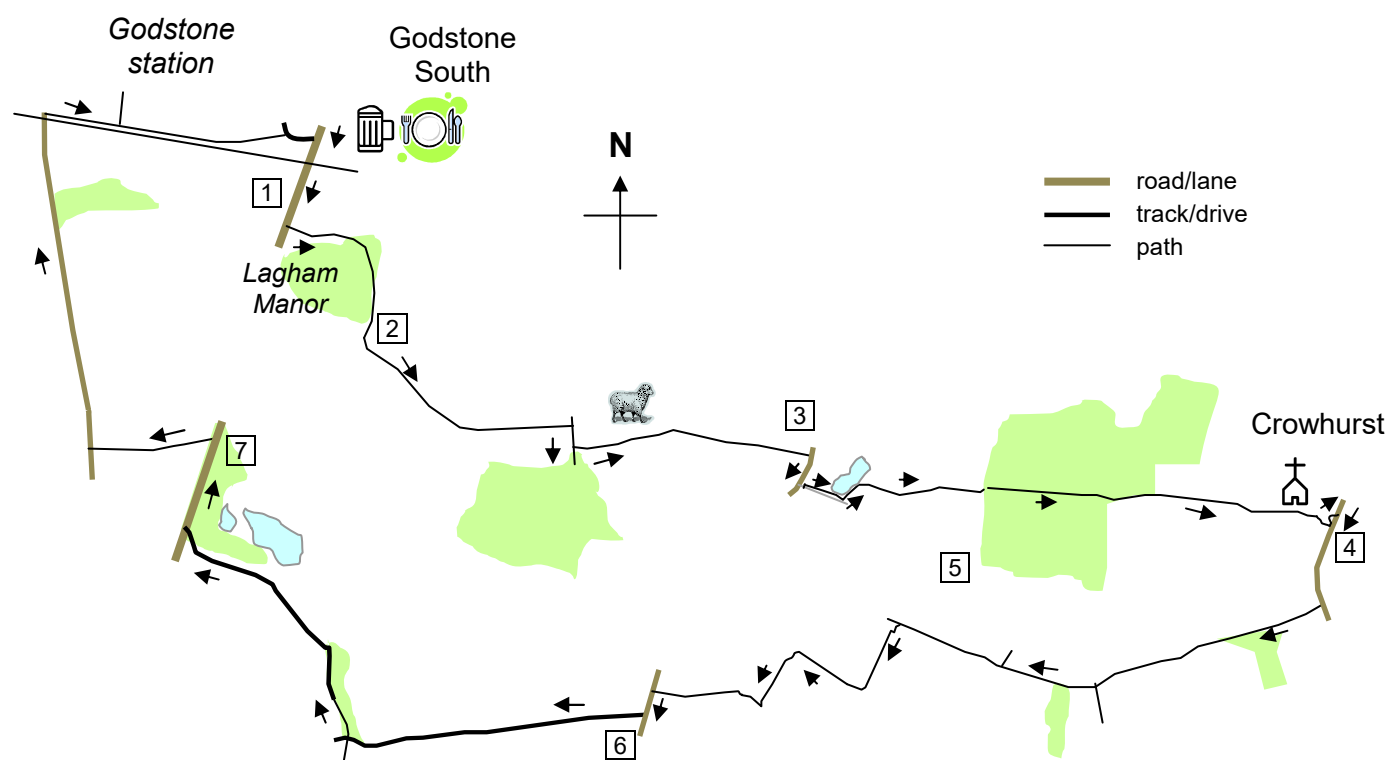 Godstone
station
Godstone
South
N
road/lane
track/drive
path
1
Lagham
Manor
2
3
Crowhurst
7
4
5
6